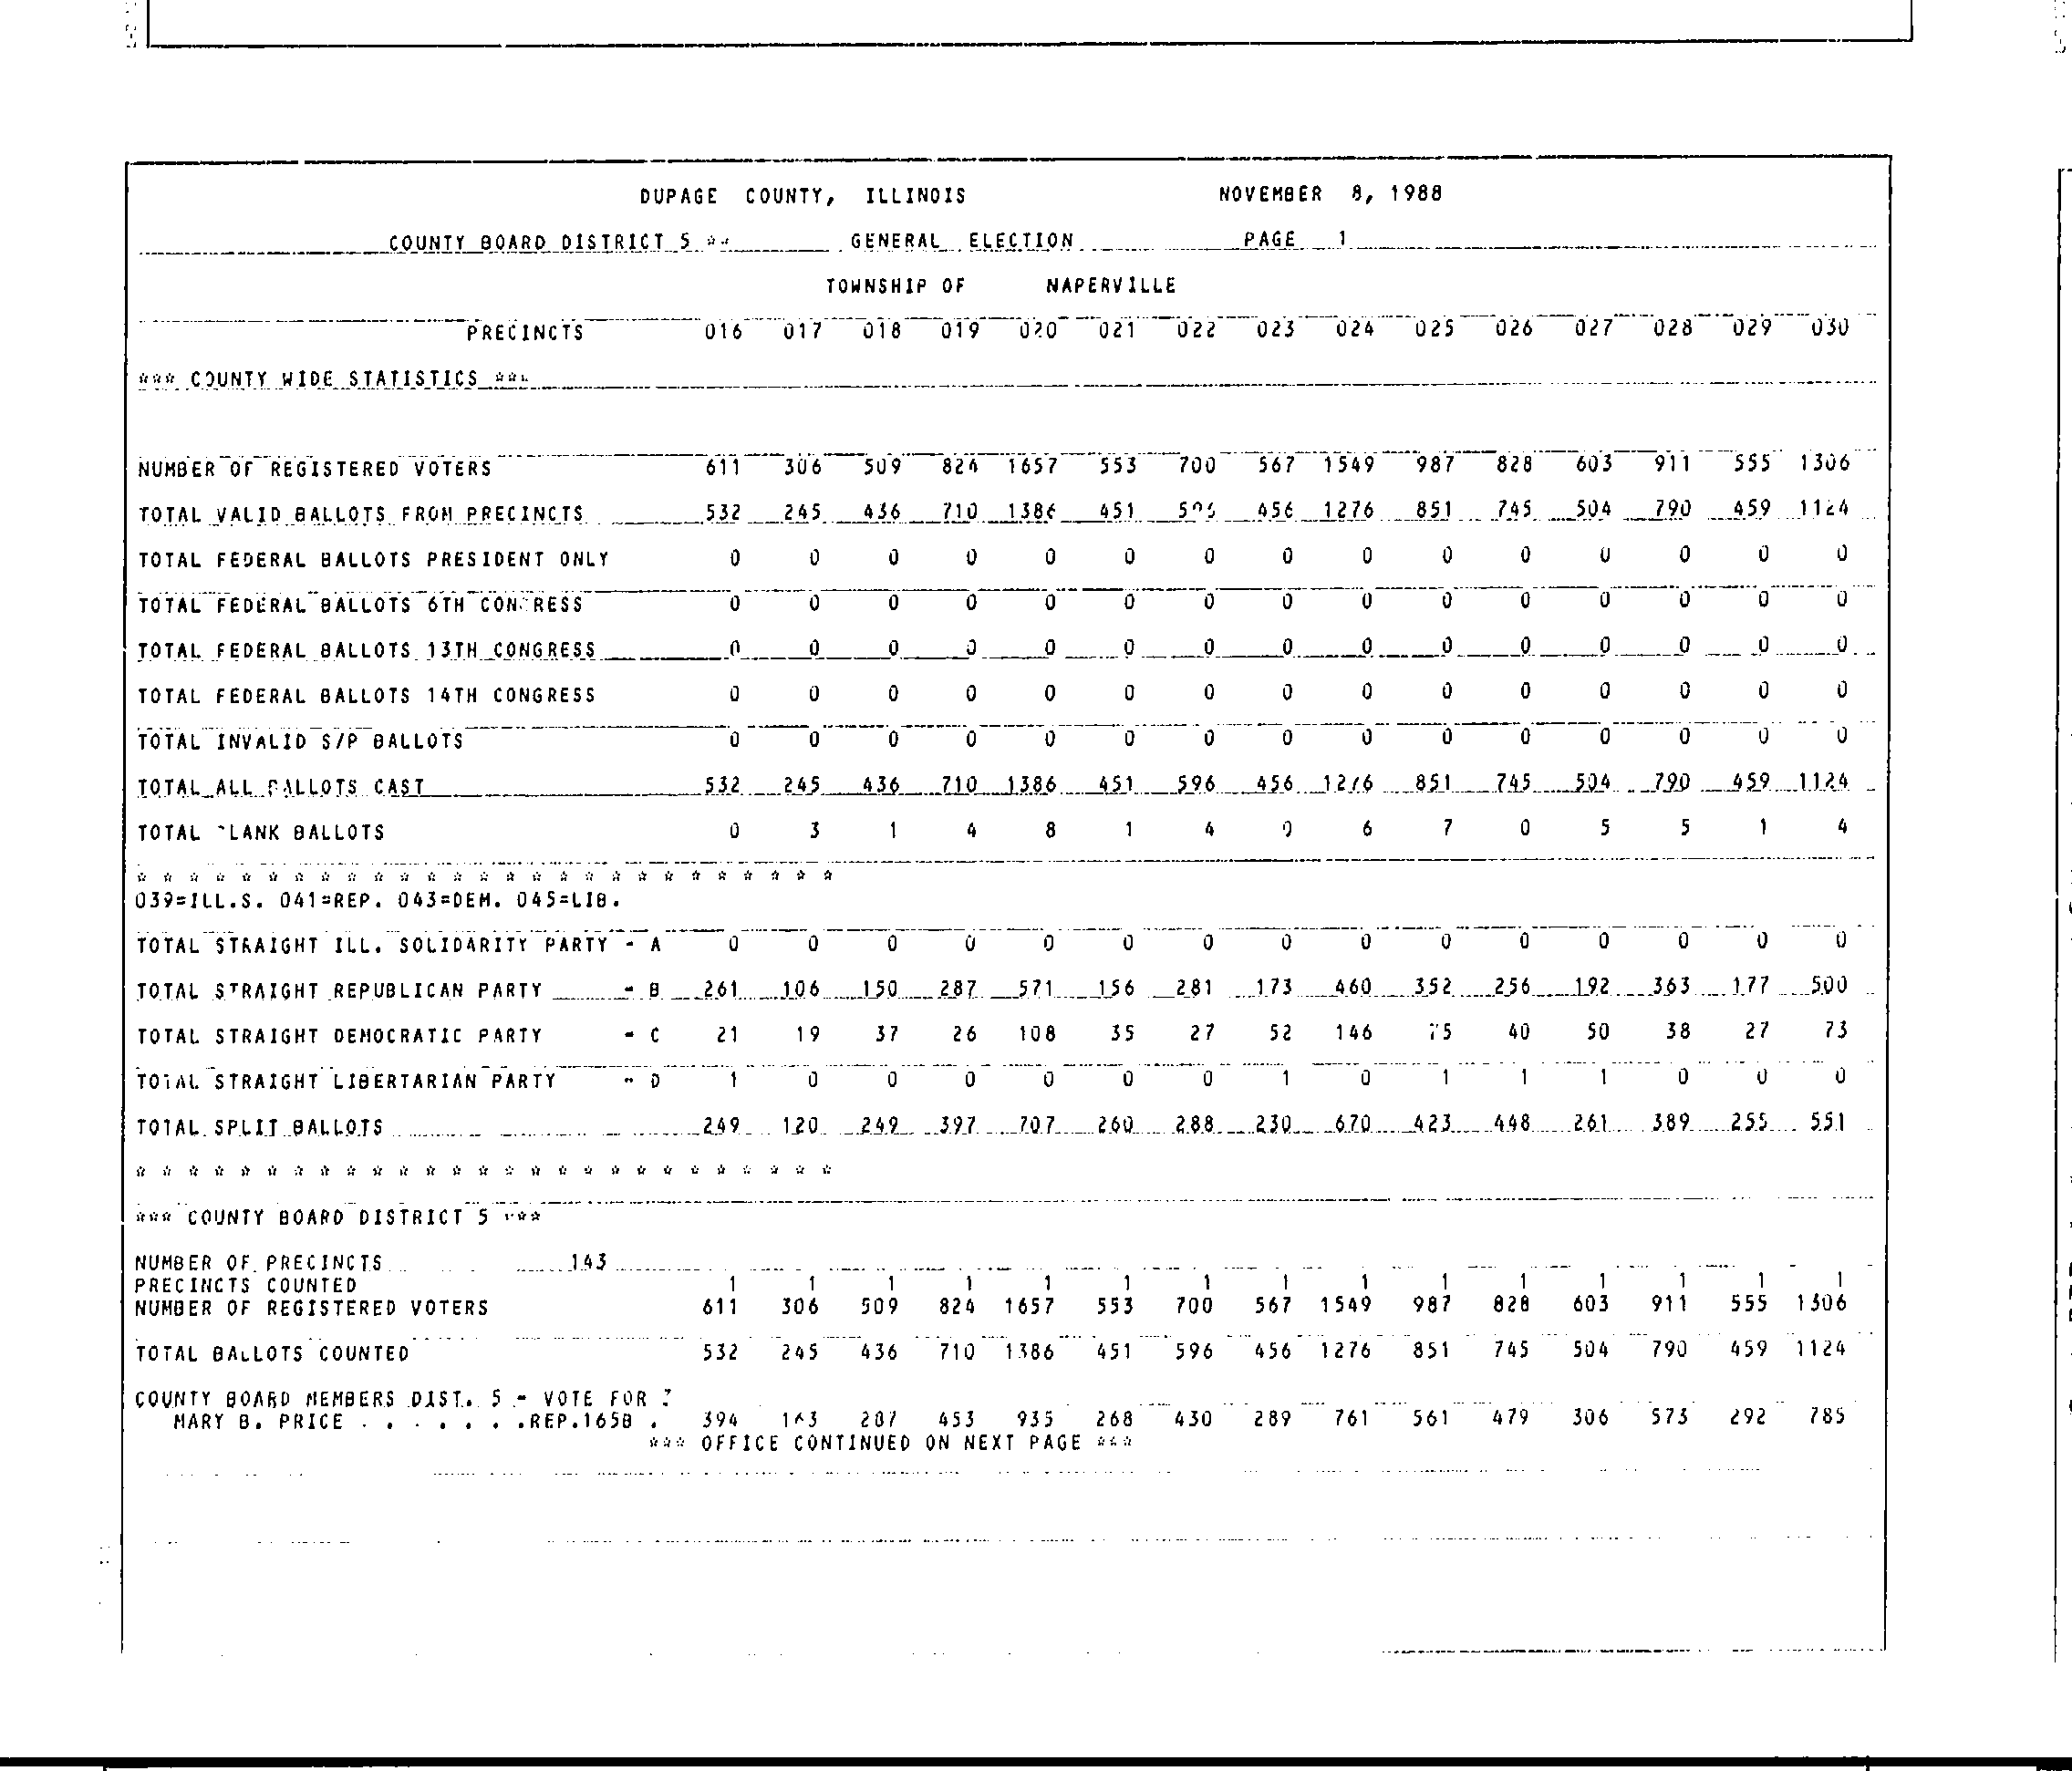 DUPAGE COUNTY, ILLINOIS NOVEMBER 8, 1988
COUNTY BOARD DISTRICT 5 ** GENERAL ELECTION PAGE 1
TOWNSHIP OF NAPERVILLE
PRECINCTS 016 017 018 019 020 021 022 023 024 025 026 027 028 029 030
*** COUNTY WIDE STATISTICS ***
NUMBER OF REGISTERED VOTERS 611 306 509 824 1657 553 700 567 1549 987 828 603 911 555 1306
TOTAL VALID BALLOTS FROM PRECINCTS 532 245 436 710 1386 451 596 456 1276 851 745 504 790 459 1124
TOTAL FEDERAL BALLOTS PRESIDENT ONLY 0 0 0 0 0 0 0 0 0 0 0 0 0 0 0
TOTAL FEDERAL BALLOTS 6TH CONGRESS 0 0 0 0 0 0 0 0 0 0 0 0 0 0 0
TOTAL FEDERAL BALLOTS 13TH CONGRESS 0 0 0 0 0 0 0 0 0 0 0 0 0 0 0
TOTAL FEDERAL BALLOTS 14TH CONGRESS 0 0 0 0 0 0 0 0 0 0 0 0 0 0 0
TOTAL INVALID S/P BALLOTS 0 0 0 0 0 0 0 0 0 0 0 0 0 0 0
TOTAL ALL BALLOTS CAST 532 245 436 710 1386 451 596 456 1276 851 745 504 790 459 1124
TOTAL BLANK BALLOTS 0 3 1 4 8 1 4 0 6 7 0 5 5 1 4
* * * * * * * * * * * * * * * * * * * * * * * * * * *
039=ILL.S. 041=REP. 043=DEM. 045=LIB.
TOTAL STRAIGHT ILL. SOLIDARITY PARTY - A 0 0 0 0 0 0 0 0 0 0 0 0 0 0 0
TOTAL STRAIGHT REPUBLICAN PARTY - B 261 106 150 287 571 156 281 173 460 352 256 192 363 177 500
TOTAL STRAIGHT DEMOCRATIC PARTY - C 21 19 37 26 108 35 27 52 146 75 40 50 38 27 73
TOTAL STRAIGHT LIBERTARIAN PARTY - D 1 0 0 0 0 0 0 1 0 1 1 1 0 0 0
TOTAL SPLIT BALLOTS 249 120 249 397 707 260 288 230 670 423 448 261 389 255 551
* * * * * * * * * * * * * * * * * * * * * * * * * * *
*** COUNTY BOARD DISTRICT 5 ***
NUMBER OF PRECINCTS 143
PRECINCTS COUNTED 1 1 1 1 1 1 1 1 1 1 1 1 1 1 1
NUMBER OF REGISTERED VOTERS 611 306 509 824 1657 553 700 567 1549 987 828 603 911 555 1306
TOTAL BALLOTS COUNTED 532 245 436 710 1386 451 596 456 1276 851 745 504 790 459 1124
COUNTY BOARD MEMBERS DIST. 5 - VOTE FOR
MARY B. PRICE . . . . . . .REP.165B . 394 163 287 453 935 268 430 289 761 561 479 306 573 292 785
*** OFFICE CONTINUED ON NEXT PAGE ***